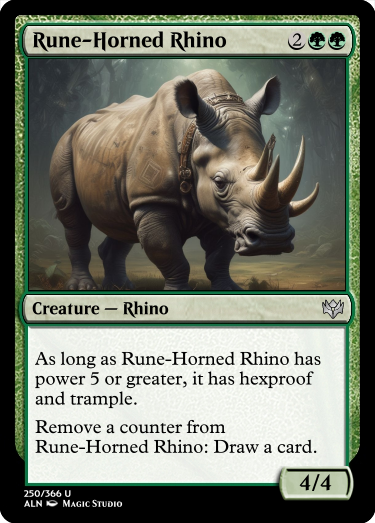 Rune-Horned Rhino 2
Creature — Rhino
As long as Rune-Horned Rhino has
power 5 or greater, it has hexproof
and trample.
Remove a counter from
Rune-Horned Rhino: Draw a card.
4/4
250/366 U
ALN Magic Studio